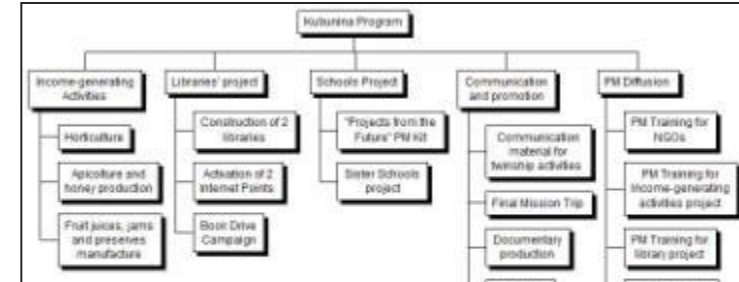 Kubunina Program
Income-generating
Activities
Horticulture
Apicolture and
honey production
Fruit juices, jams
and preserves
manufacture
Libraries' project
Construction of 2
libraries
Activation of 2
Internet Points
Book Drive
Campaign
Schools Project
"Projects from the
Future" PM Kit
Sister Schools
project
Communication
and promotion
Communication
material for
twinship activities
Final Mission Trip
Documentary
production
PM Diffusion
PM Training for
NGOs
PM Training for
Income-generating
activities project
PM Training for
library project